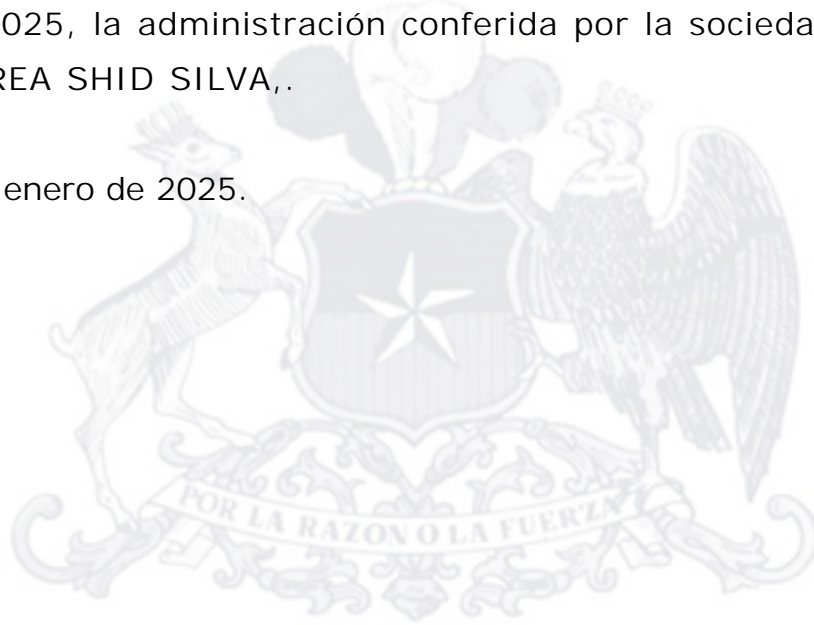 025, la administración conferida por la socieda
REA SHID SILVA,.
enero de 2025.
POR LA RAZON O LA FUERZA